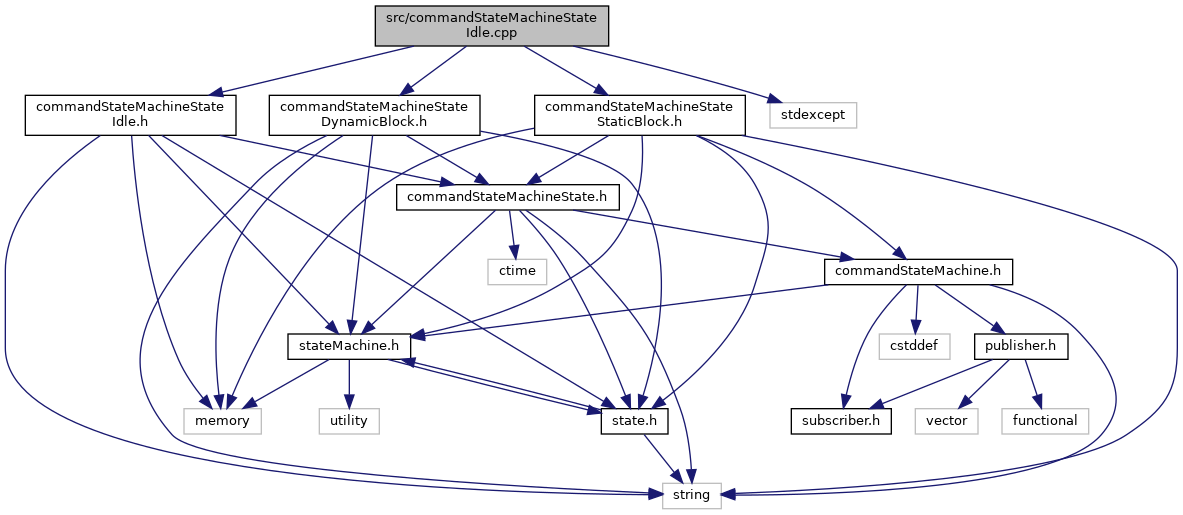 src/commandStateMachineState
Idle.cpp
commandStateMachineState
Idle.h
commandStateMachineState
DynamicBlock.h
commandStateMachineState
StaticBlock.h
stdexcept
commandStateMachineState.h
ctime
commandStateMachine.h
stateMachine.h
cstddef
publisher.h
memory
utility
state.h
subscriber.h
vector
functional
string